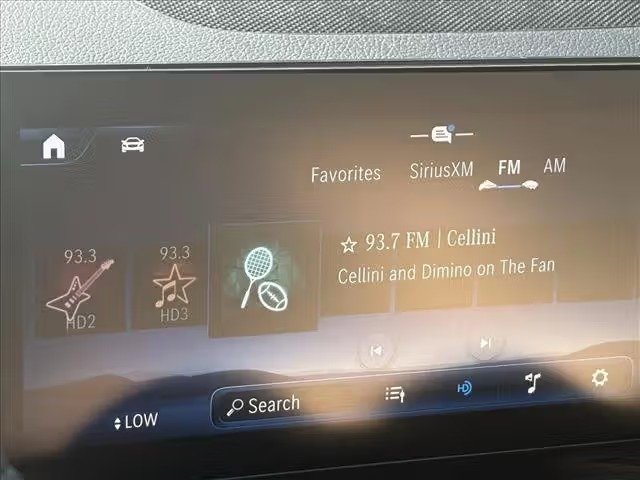 Favorites SiriusXM FM AM
93.3 HD2
93.3 HD3
93.7 FM | Cellini
Cellini and Dimino on The Fan
LOW
Search
HD